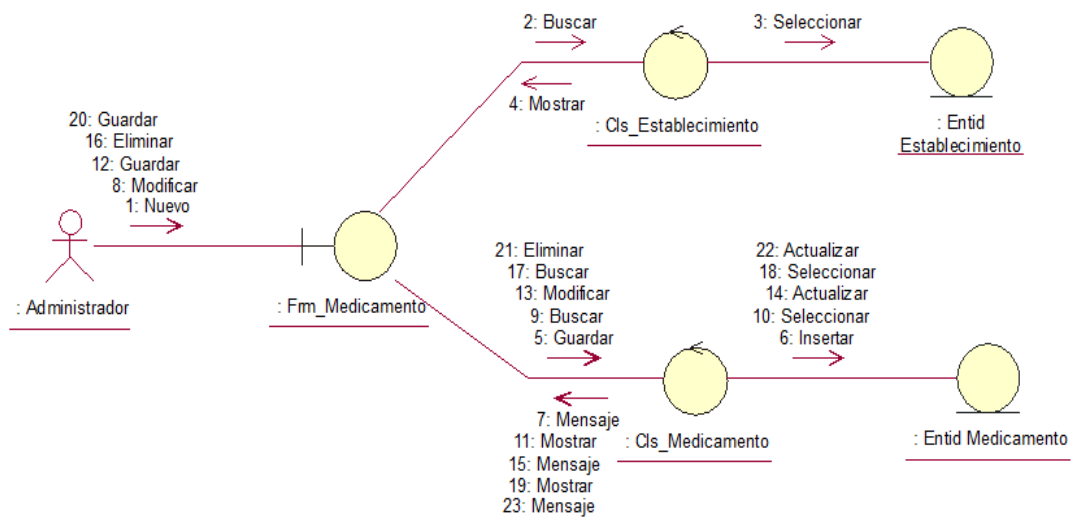 2: Buscar
3: Seleccionar
4: Mostrar
: Cls_Establecimiento
: Entid
Establecimiento
20: Guardar
16: Eliminar
12: Guardar
8: Modificar
1: Nuevo
: Administrador
: Frm_Medicamento
21: Eliminar
17: Buscar
13: Modificar
9: Buscar
5: Guardar
22: Actualizar
18: Seleccionar
14: Actualizar
10: Seleccionar
6: Insertar
7: Mensaje
11: Mostrar
15: Mensaje
19: Mostrar
23: Mensaje
: Cls_Medicamento
: Entid Medicamento